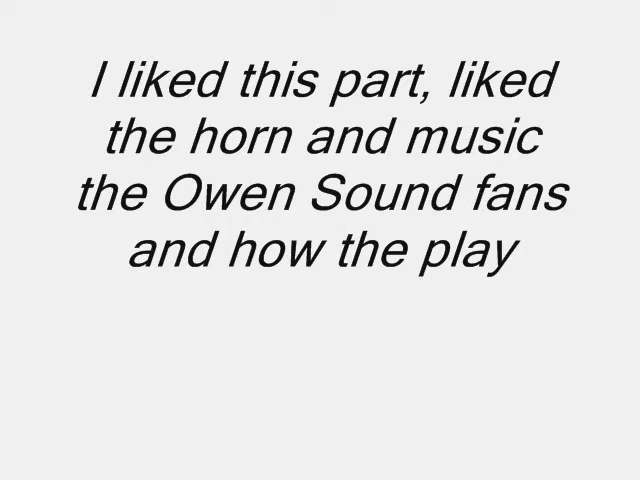 I liked this part, liked
the horn and music
the Owen Sound fans
and how the play